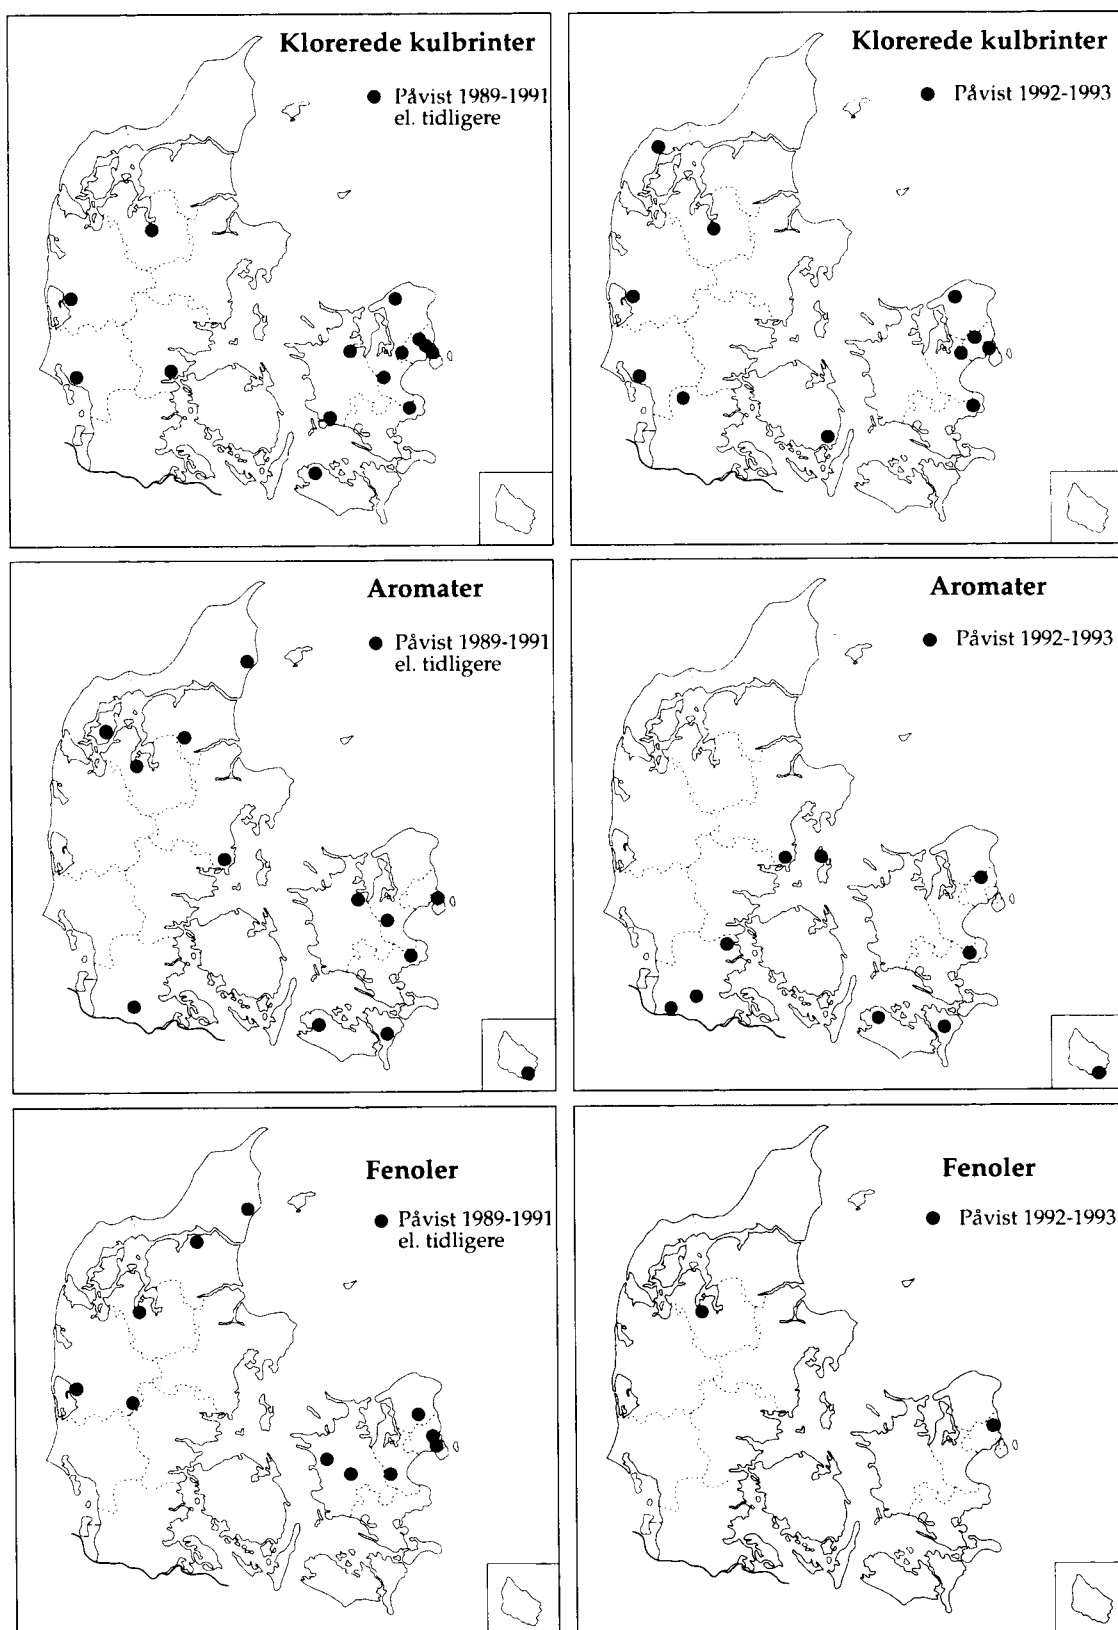 Klorerede kulbrinter
Påvist 1989-1991
el. tidligere
Klorerede kulbrinter
Påvist 1992-1993
Aromater
Påvist 1989-1991
el. tidligere
Aromater
Påvist 1992-1993
Fenoler
Påvist 1989-1991
el. tidligere
Fenoler
Påvist 1992-1993